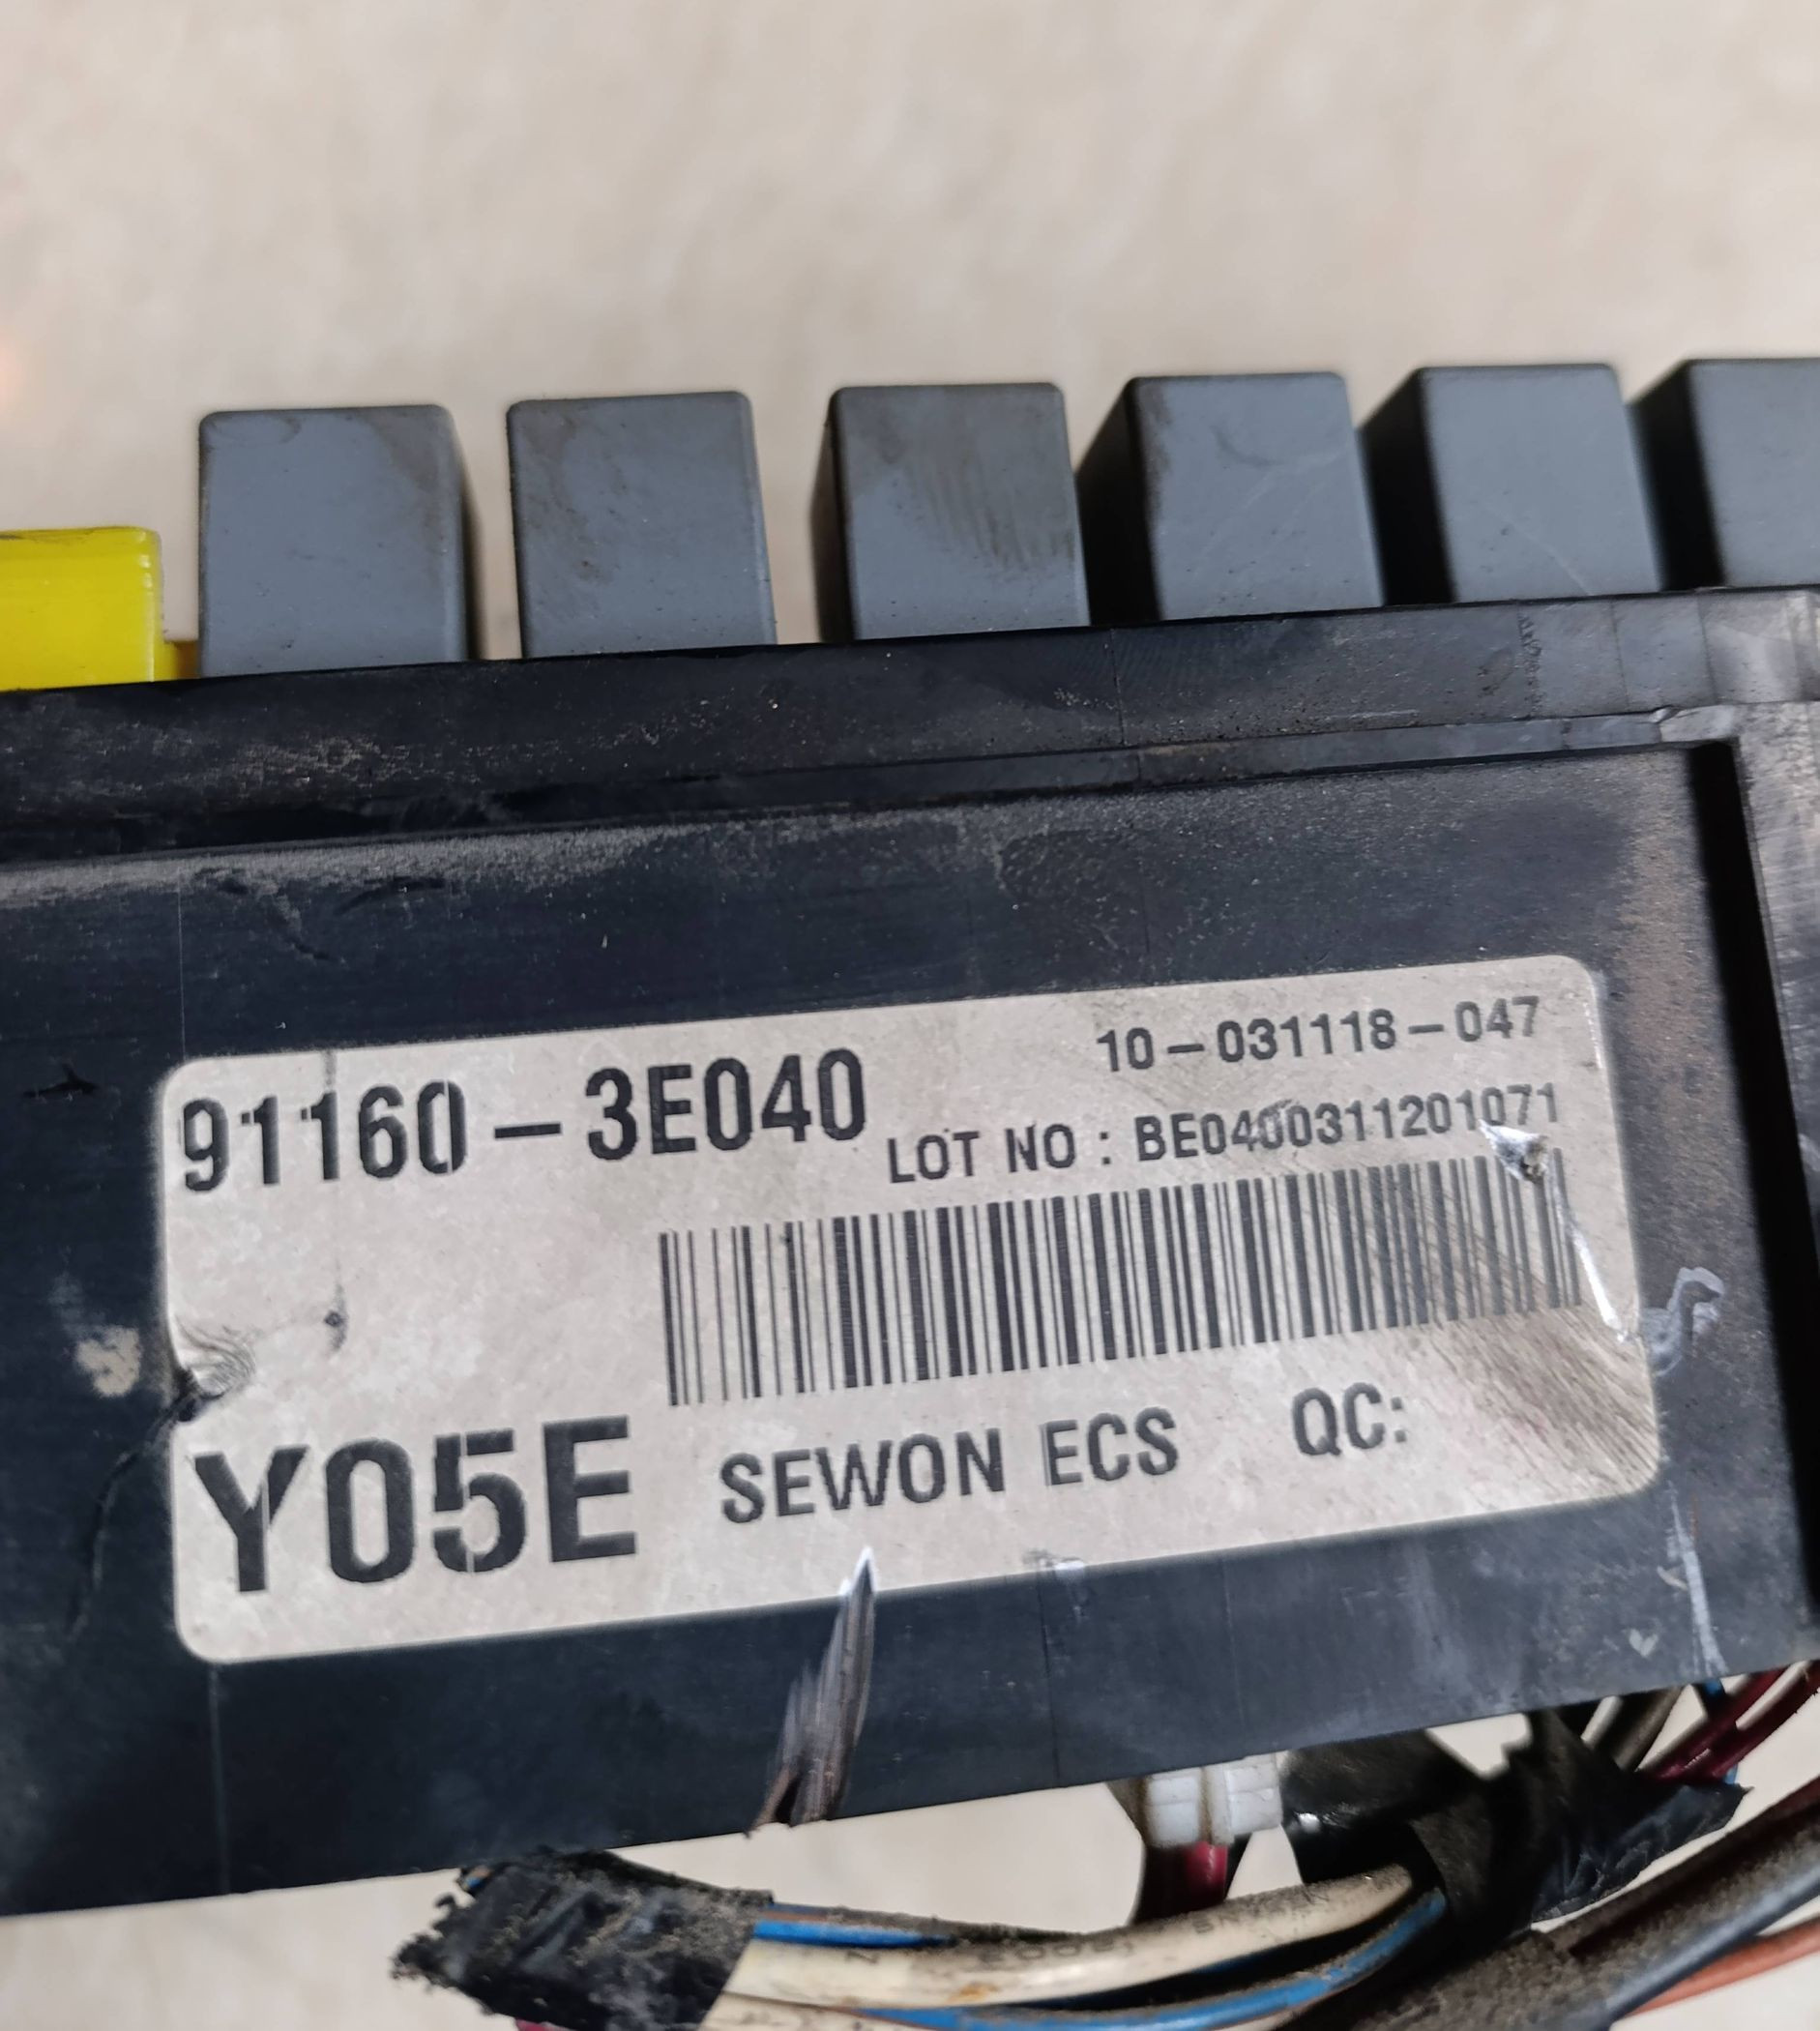 91160-3E040
10-031118-047
LOT NO : BE0400311201071
Y05E
SEWON ECS
QC: